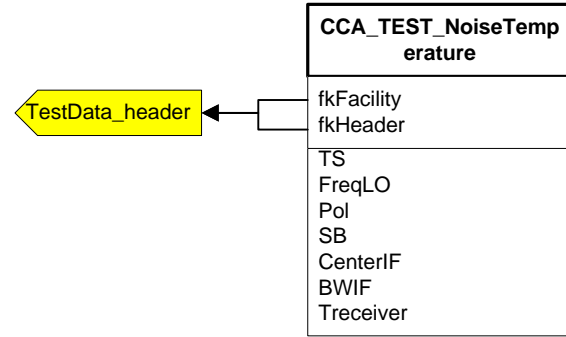 CCA_TEST_NoiseTemp
erature
TestData_header
fkFacility
fkHeader
TS
FreqLO
Pol
SB
CenterIF
BWIF
Treceiver